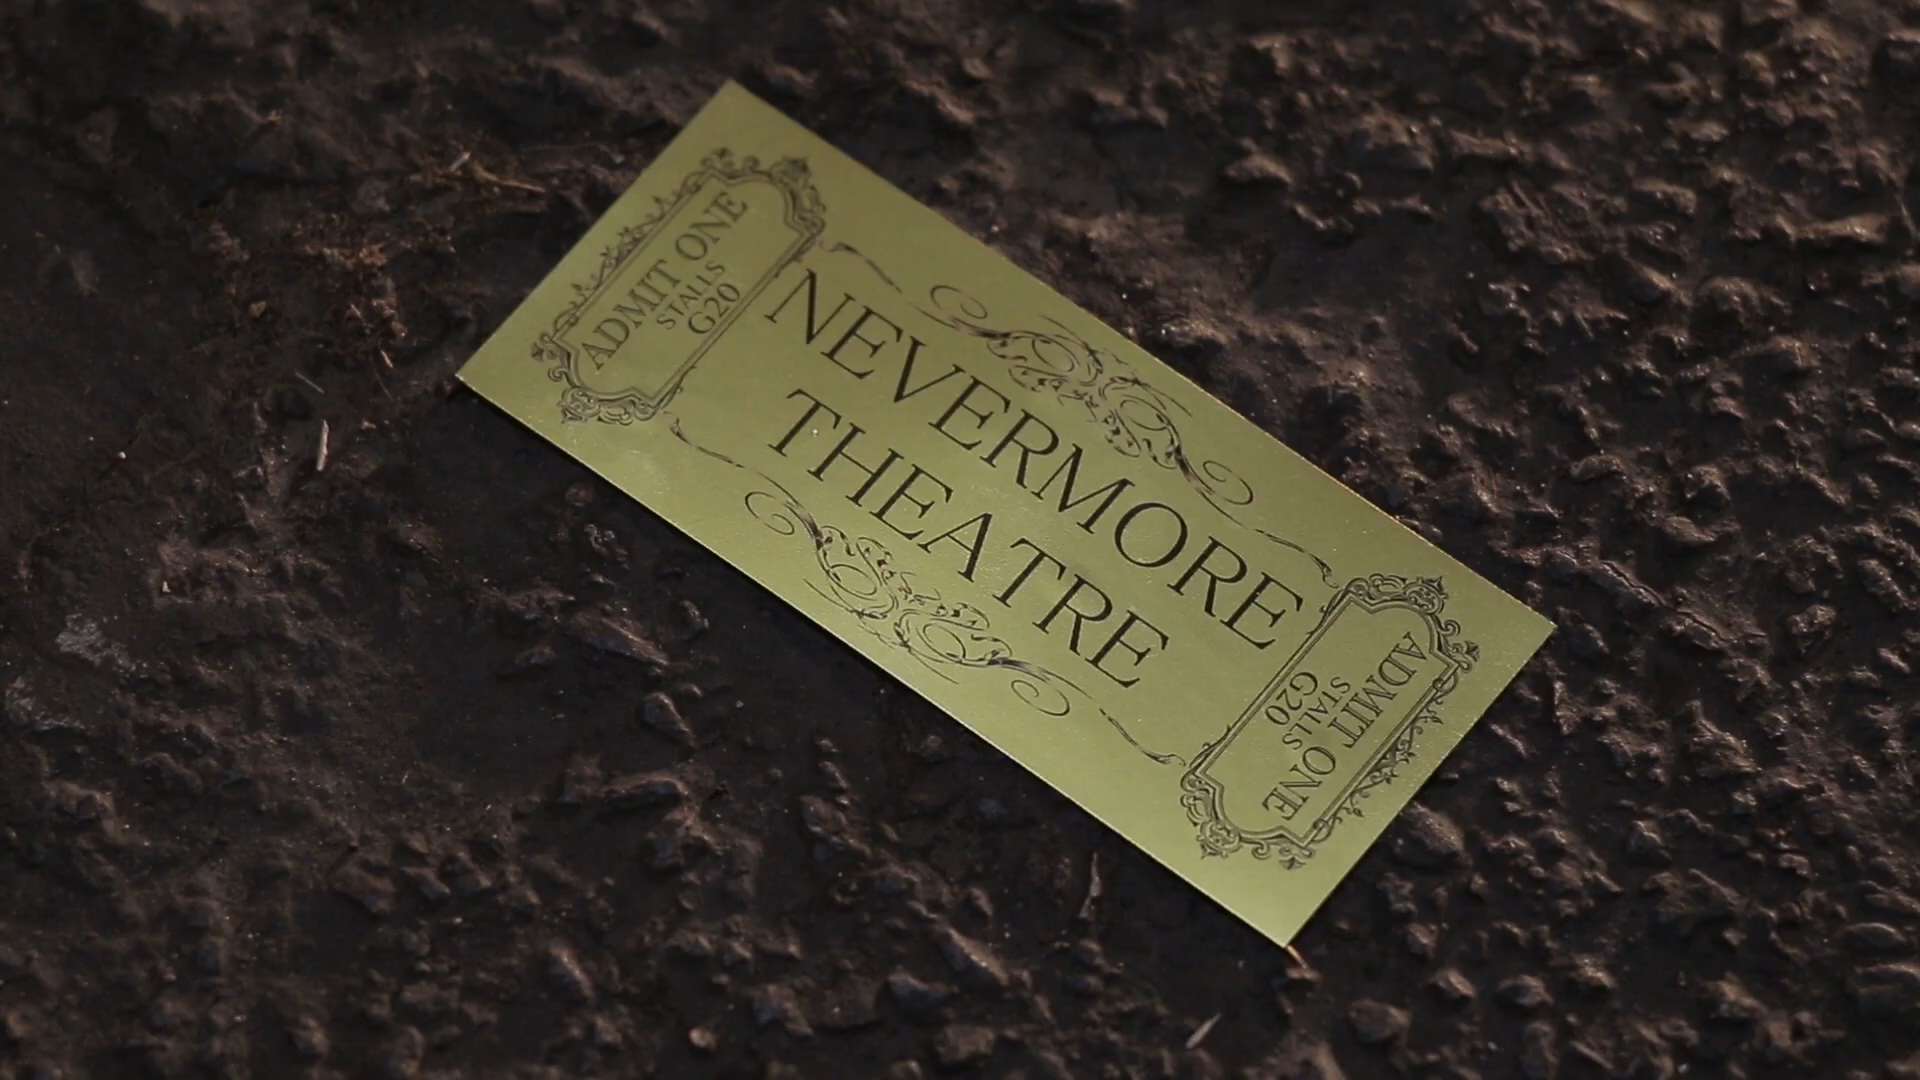 ADMIT ONE
STALLS
G20
NEVERMORE
THEATRE
ADMIT ONE
STALLS
G20